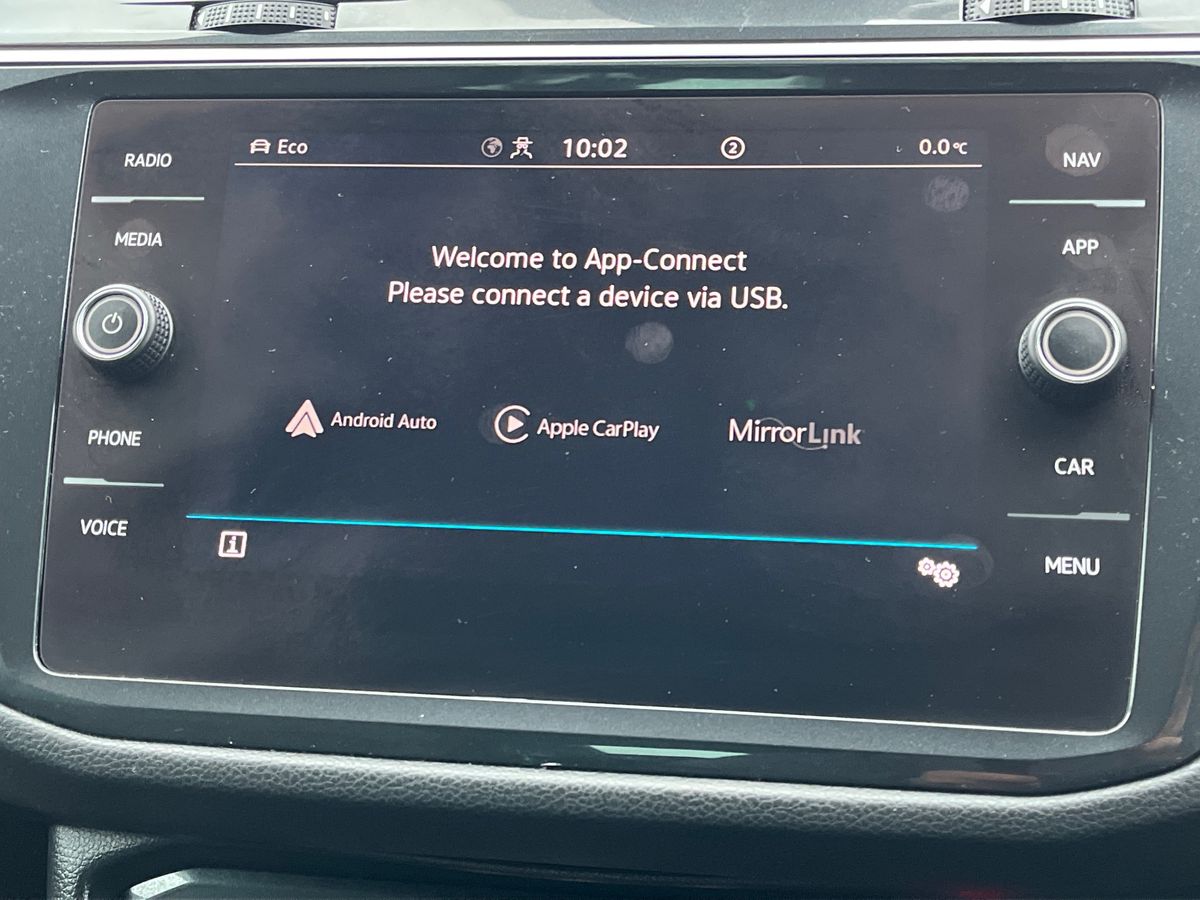 RADIO
MEDIA
PHONE
VOICE
Eco
10:02
2
0.0°C
Welcome to App-Connect
Please connect a device via USB.
Android Auto
Apple CarPlay
MirrorLink
i
NAV
APP
CAR
MENU